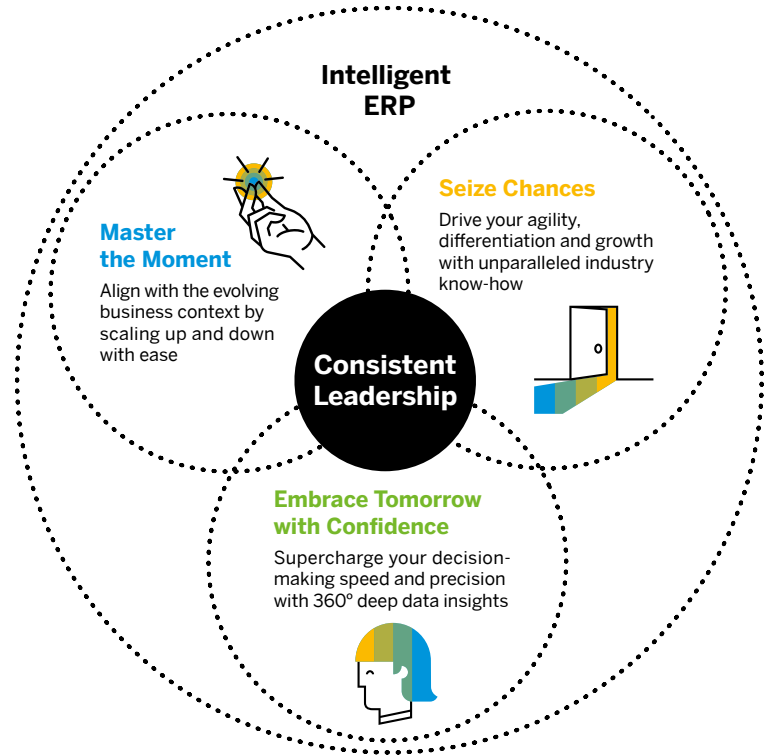 Intelligent
ERP
Master
the Moment
Align with the evolving
business context by
scaling up and down
with ease
Seize Chances
Drive your agility,
differentiation and growth
with unparalleled industry
know-how
Consistent
Leadership
Embrace Tomorrow
with Confidence
Supercharge your decision-
making speed and precision
with 360° deep data insights